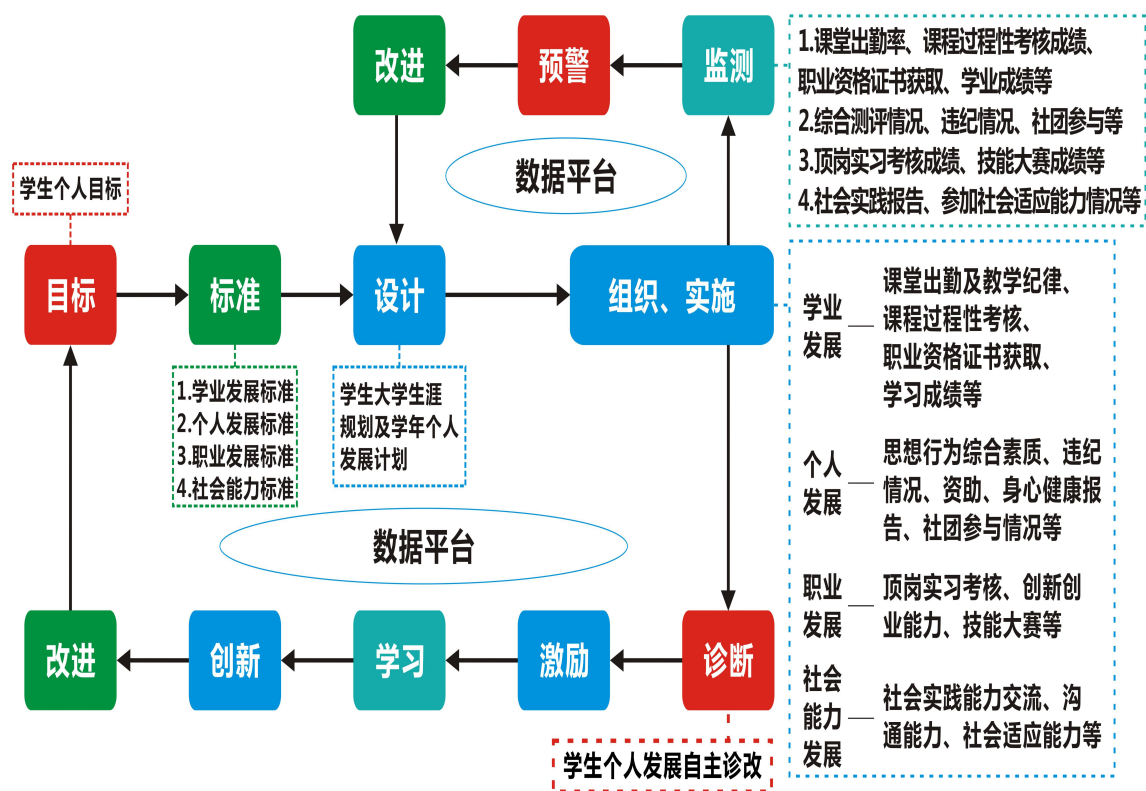 改进
预警
监测
1.课堂出勤率、课程过程性考核成绩、
职业资格证书获取、学业成绩等
2.综合测评情况、违纪情况、社团参与等
3.顶岗实习考核成绩、技能大赛成绩等
4.社会实践报告、参加社会适应能力情况等
数据平台
学生个人目标
目标
标准
设计
组织、实施
1.学业发展标准
2.个人发展标准
3.职业发展标准
4.社会能力标准
学生大学生涯
规划及学年个人
发展计划
学业
发展
课堂出勤及教学纪律、
课程过程性考核、
职业资格证书获取、
学习成绩等
个人
发展
思想行为综合素质、违纪
情况、资助、身心健康报
告、社团参与情况等
职业
发展
顶岗实习考核、创新创
业能力、技能大赛等
社会
能力
发展
社会实践能力交流、沟
通能力、社会适应能力等
数据平台
改进
创新
学习
激励
诊断
学生个人发展自主诊改